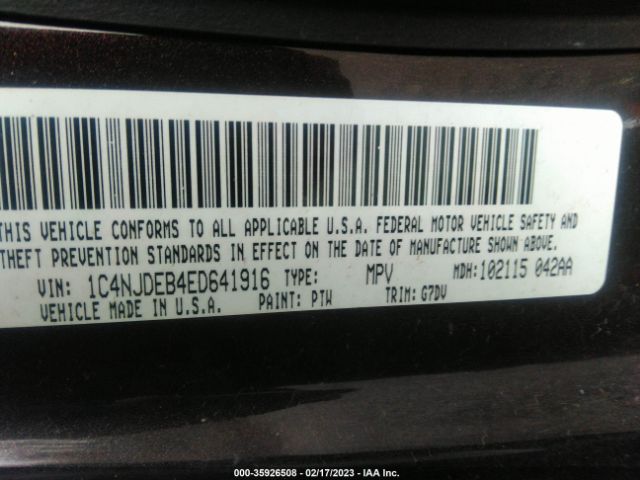 THIS VEHICLE CONFORMS TO ALL APPLICABLE U.S.A. FEDERAL MOTOR VEHICLE SAFETY AND
THEFT PREVENTION STANDARDS IN EFFECT ON THE DATE OF MANUFACTURE SHOWN ABOVE.
VIN: 1C4NJDEB4ED641916 TYPE: MPV MDH:102115 042AA
VEHICLE MADE IN U.S.A. PAINT: PTW TRIM: G7DV
000-35926508 - 02/17/2023 - IAA Inc.